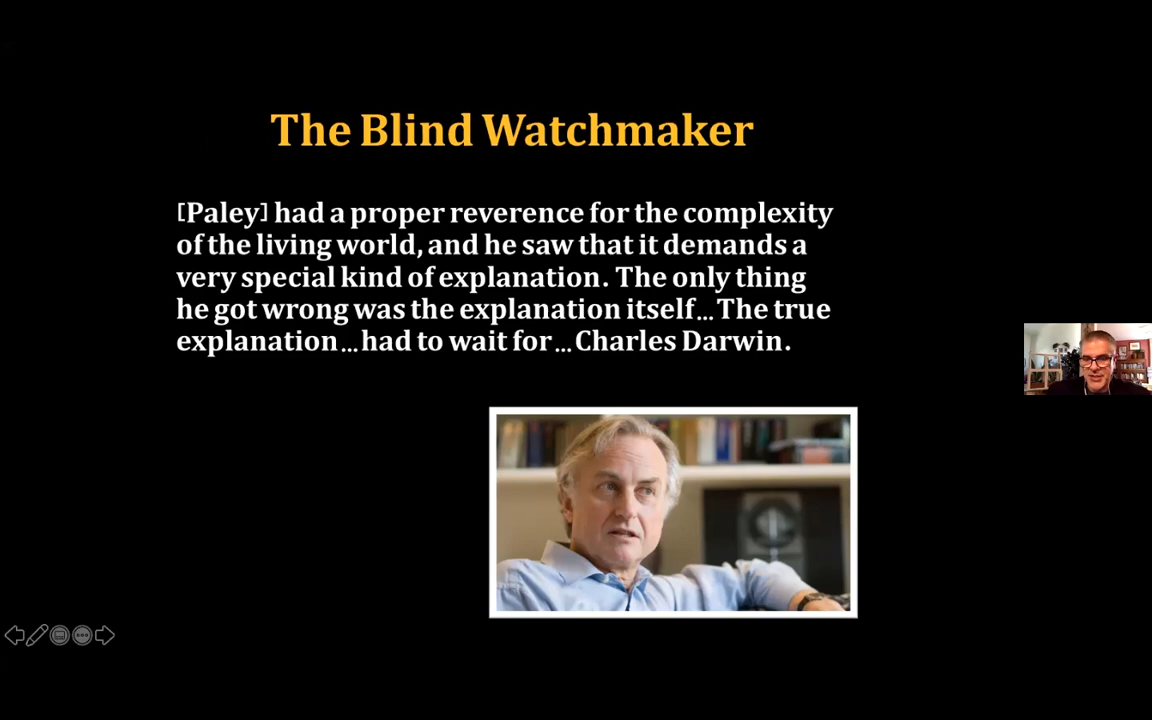 The Blind Watchmaker
[Paley] had a proper reverence for the complexity
of the living world, and he saw that it demands a
very special kind of explanation. The only thing
he got wrong was the explanation itself…The true
explanation…had to wait for…Charles Darwin.